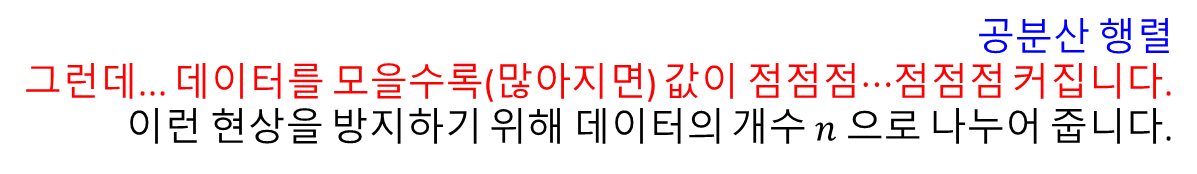 공분산 행렬
그런데... 데이터를 모을수록(많아지면) 값이 점점점⋯점점점 커집니다.
이런 현상을 방지하기 위해 데이터의 개수 𝑛 으로 나누어 줍니다.